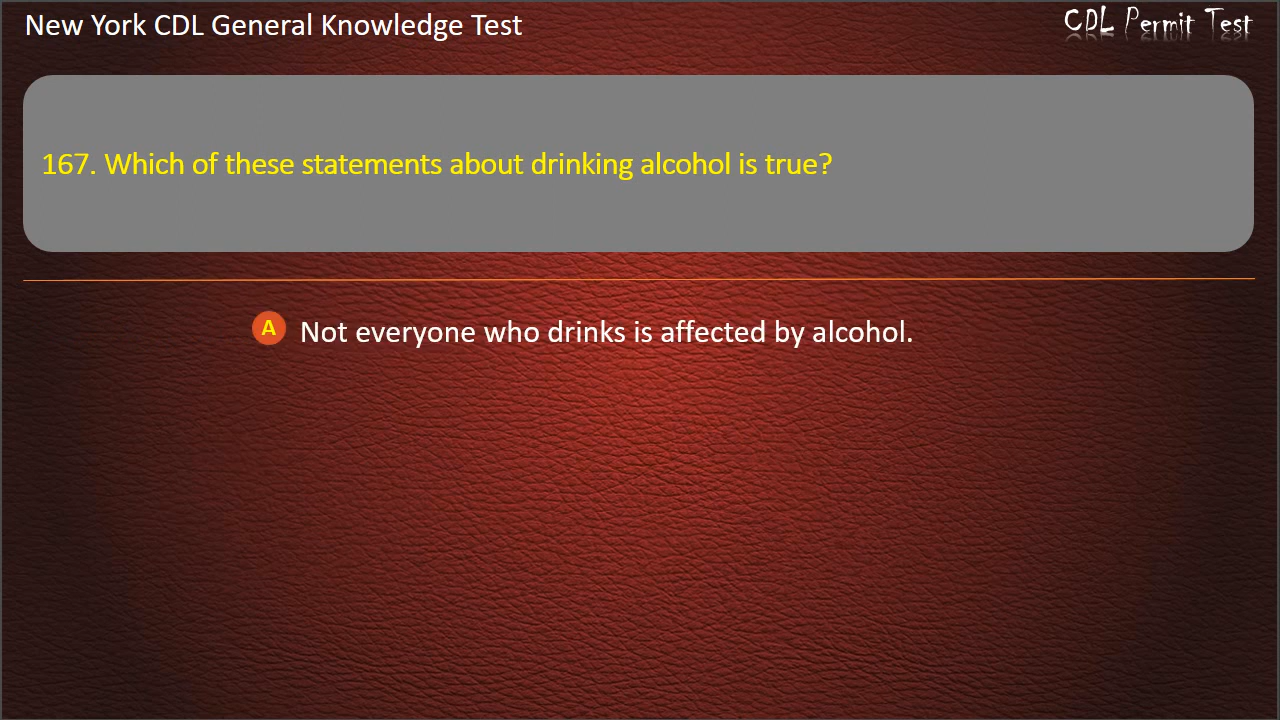 New York CDL General Knowledge Test
CDL Permit Test
167. Which of these statements about drinking alcohol is true?
A Not everyone who drinks is affected by alcohol.